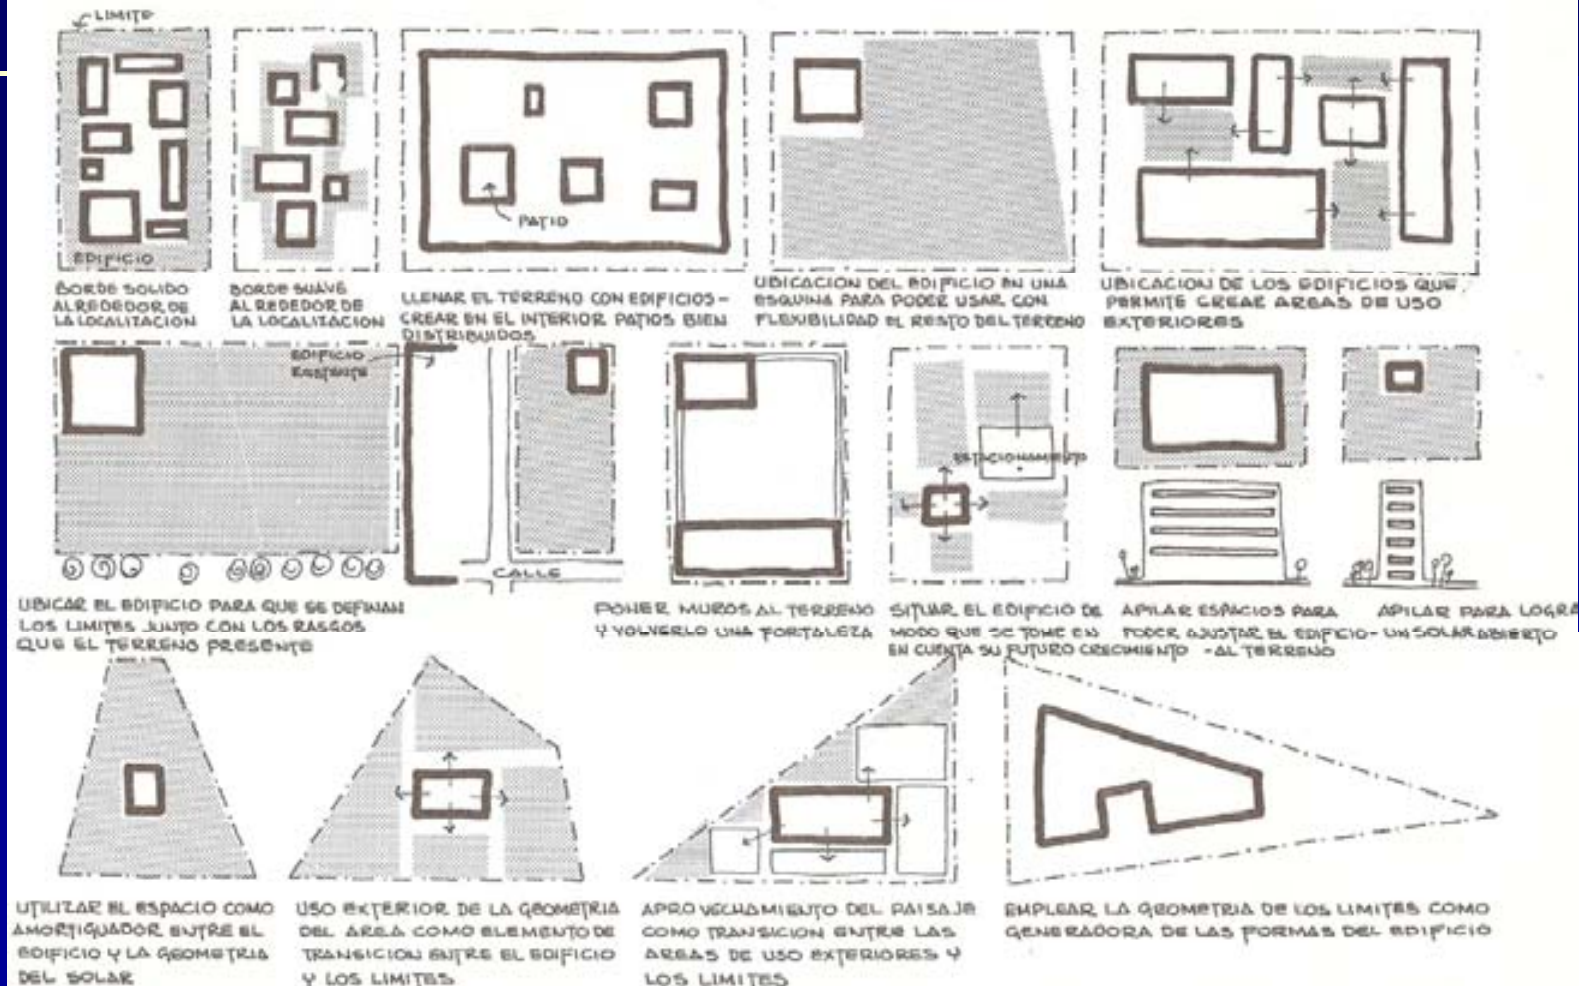 LIMITE
EDIFICIO
BORDE SOLIDO
ALREDEDOR DE
LA LOCALIZACION
BORDE SUAVE
ALREDEDOR DE
LA LOCALIZACION
PATIO
LLENAR EL TERRENO CON EDIFICIOS -
CREAR EN EL INTERIOR PATIOS BIEN
DISTRIBUIDOS
UBICACION DEL EDIFICIO EN UNA
ESQUINA PARA PODER USAR CON
FLEXIBILIDAD EL RESTO DEL TERRENO
UBICACION DE LOS EDIFICIOS QUE
PERMITE CREAR AREAS DE USO
EXTERIORES
EDIFICIO
EXISTENTE
CALLE
UBICAR EL EDIFICIO PARA QUE SE DEFINAN
LOS LIMITES JUNTO CON LOS RASGOS
QUE EL TERRENO PRESENTE
PONER MUROS AL TERRENO
Y VOLVERLO UNA FORTALEZA
ESTACIONAMIENTO
SITUAR EL EDIFICIO DE
MODO QUE SE TOME EN
EN CUENTA SU FUTURO CRECIMIENTO
APILAR ESPACIOS PARA
PODER AJUSTAR EL EDIFICIO -
- AL TERRENO
APILAR PARA LOGRA
UN SOLAR ABIERTO
UTILIZAR EL ESPACIO COMO
AMORTIGUADOR ENTRE EL
EDIFICIO Y LA GEOMETRIA
DEL SOLAR
USO EXTERIOR DE LA GEOMETRIA
DEL AREA COMO ELEMENTO DE
TRANSICION ENTRE EL EDIFICIO
Y LOS LIMITES
APROVECHAMIENTO DEL PAISAJE
COMO TRANSICION ENTRE LAS
AREAS DE USO EXTERIORES Y
LOS LIMITES
EMPLEAR LA GEOMETRIA DE LOS LIMITES COMO
GENERADORA DE LAS FORMAS DEL EDIFICIO